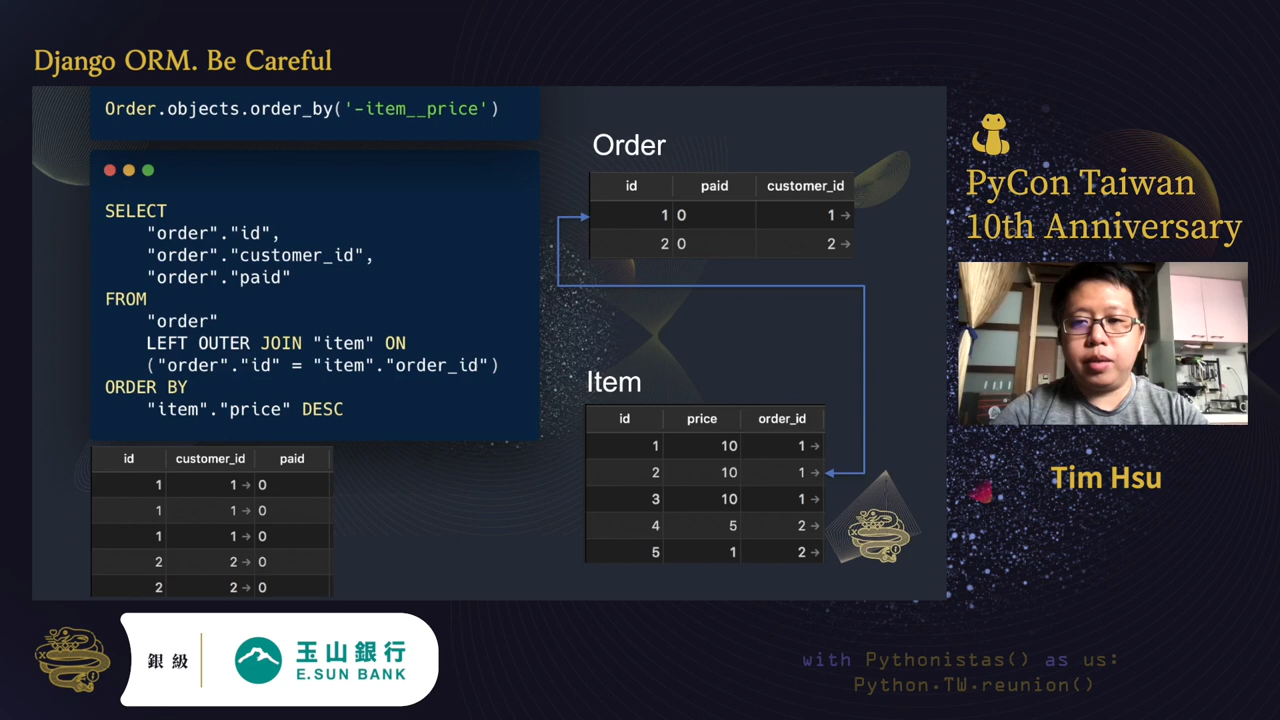 Django ORM. Be Careful
Order.objects.order_by('-item__price')
SELECT
"order"."id",
"order"."customer_id",
"order"."paid"
FROM
"order"
LEFT OUTER JOIN "item" ON
("order"."id" = "item"."order_id")
ORDER BY
"item"."price" DESC
id customer_id paid
1 1 → 0
1 1 → 0
1 1 → 0
2 2 → 0
2 2 → 0
Order
id paid customer_id
1 0 1 →
2 0 2 →
Item
id price order_id
1 10 1 →
2 10 1 →
3 10 1 →
4 5 2 →
5 1 2 →
PyCon Taiwan
10th Anniversary
Tim Hsu
銀級
玉山銀行
E.SUN BANK
with Pythonistas() as us:
Python.TW.reunion()